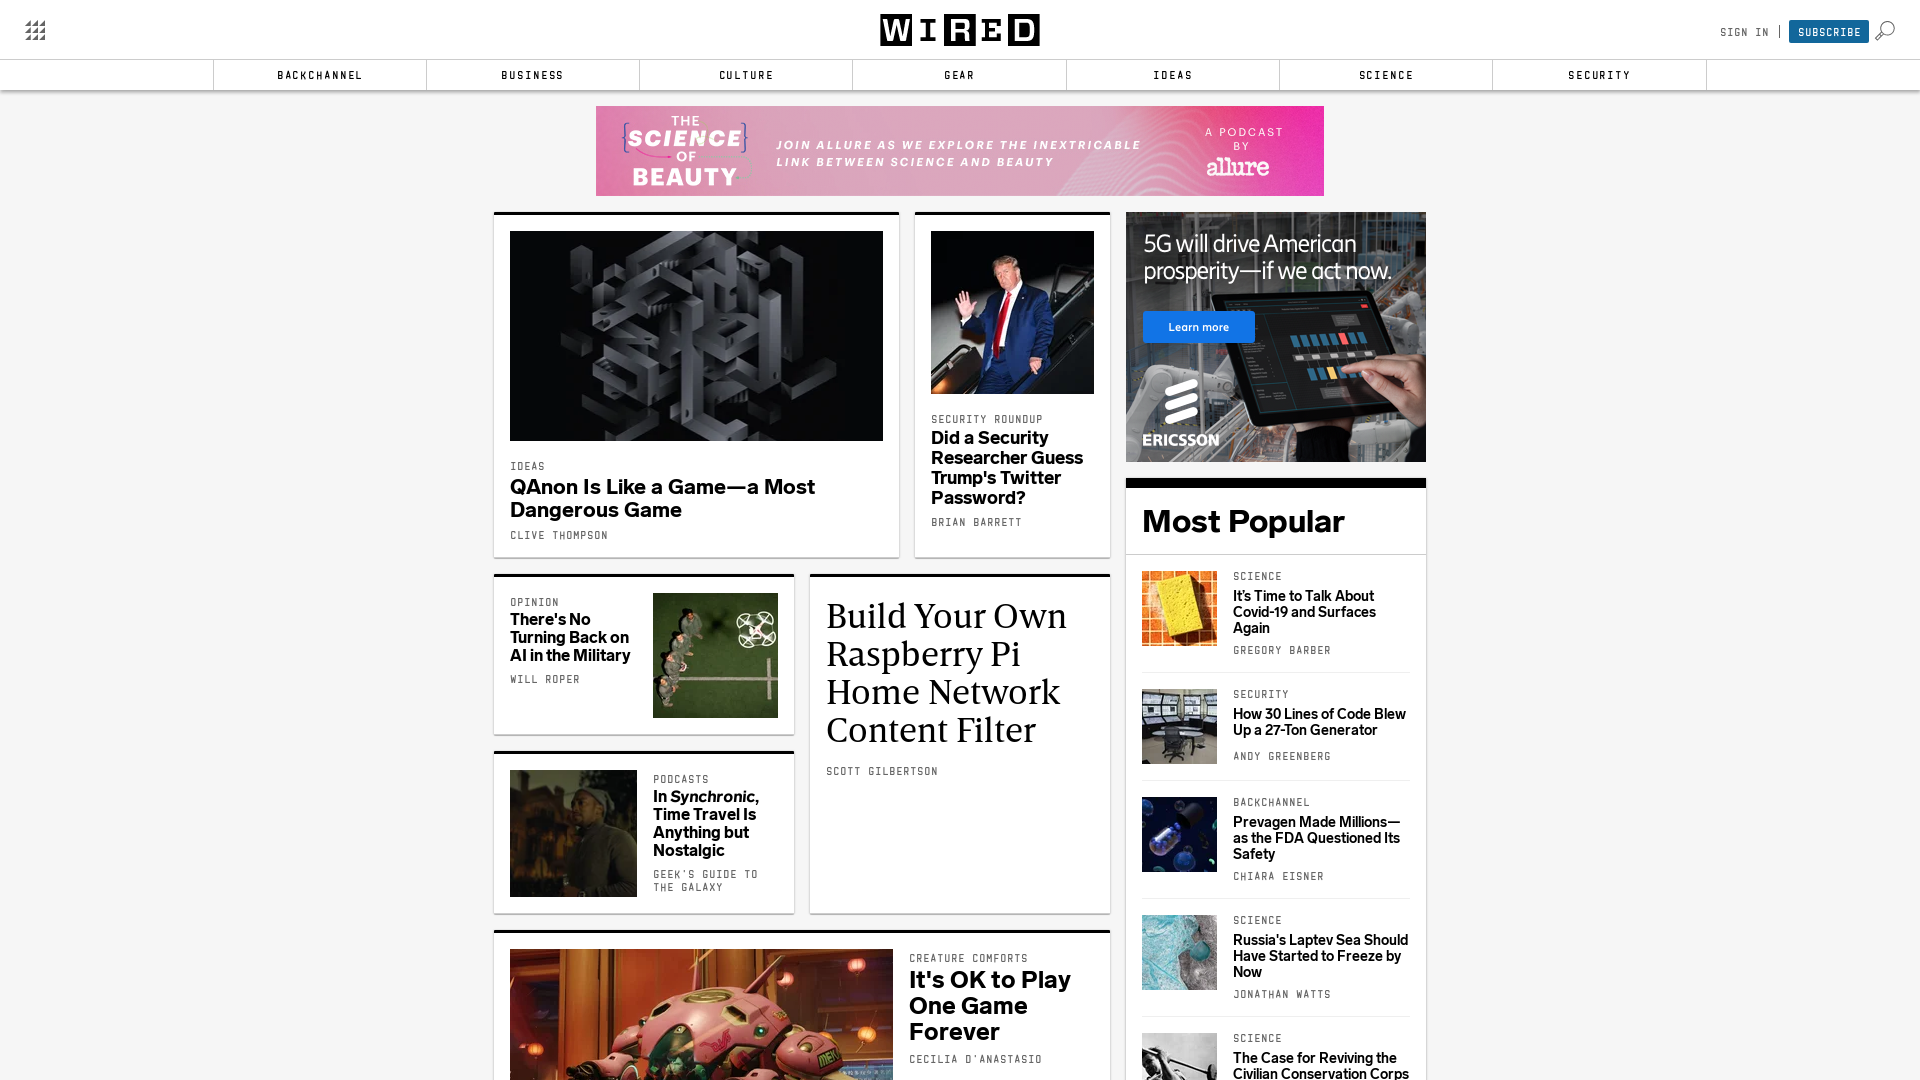 WIRED
SIGN IN
SUBSCRIBE
BACKCHANNEL
BUSINESS
CULTURE
GEAR
IDEAS
SCIENCE
SECURITY
THE
{SCIENCE}
OF
BEAUTY
JOIN ALLURE AS WE EXPLORE THE INEXTRICABLE
LINK BETWEEN SCIENCE AND BEAUTY
A PODCAST
BY
allure
IDEAS
QAnon Is Like a Game—a Most
Dangerous Game
CLIVE THOMPSON
SECURITY ROUNDUP
Did a Security
Researcher Guess
Trump's Twitter
Password?
BRIAN BARRETT
5G will drive American
prosperity—if we act now.
Learn more
ERICSSON
OPINION
There's No
Turning Back on
AI in the Military
WILL ROPER
PODCASTS
In Synchronic,
Time Travel Is
Anything but
Nostalgic
GEEK'S GUIDE TO
THE GALAXY
Build Your Own
Raspberry Pi
Home Network
Content Filter
SCOTT GILBERTSON
CREATURE COMFORTS
It's OK to Play
One Game
Forever
CECILIA D'ANASTASIO
MEKA
Most Popular
SCIENCE
It's Time to Talk About
Covid-19 and Surfaces
Again
GREGORY BARBER
SECURITY
How 30 Lines of Code Blew
Up a 27-Ton Generator
ANDY GREENBERG
BACKCHANNEL
Prevagen Made Millions—
as the FDA Questioned Its
Safety
CHIARA EISNER
SCIENCE
Russia's Laptev Sea Should
Have Started to Freeze by
Now
JONATHAN WATTS
SCIENCE
The Case for Reviving the
Civilian Conservation Corps